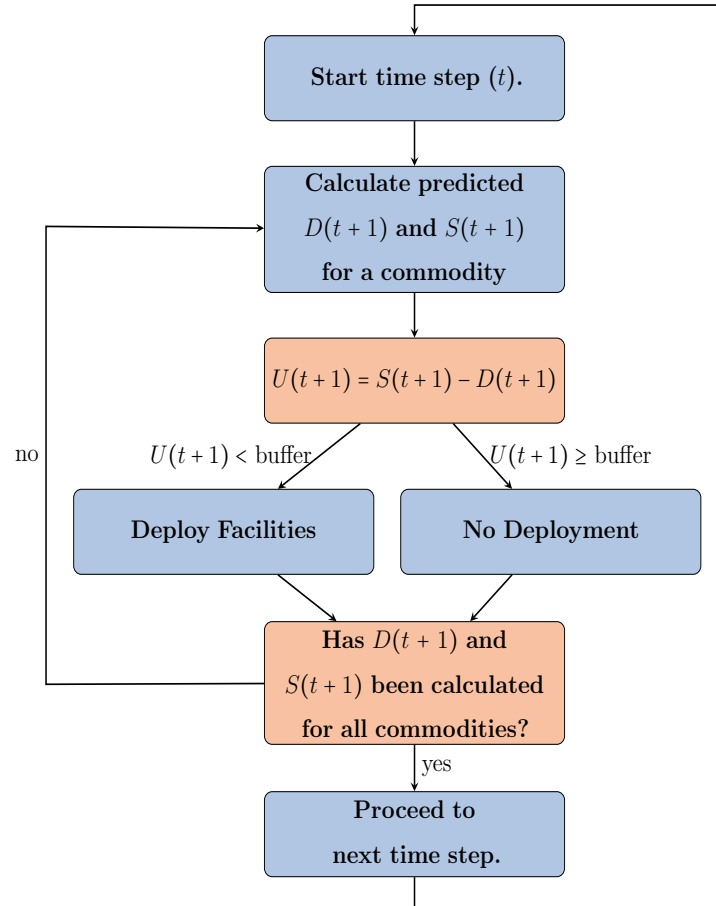 Start time step (t).
Calculate predicted
D(t + 1) and S(t + 1)
for a commodity
U(t + 1) = S(t + 1) − D(t + 1)
no
U(t + 1) < buffer
U(t + 1) ≥ buffer
Deploy Facilities
No Deployment
Has D(t + 1) and
S(t + 1) been calculated
for all commodities?
yes
Proceed to
next time step.